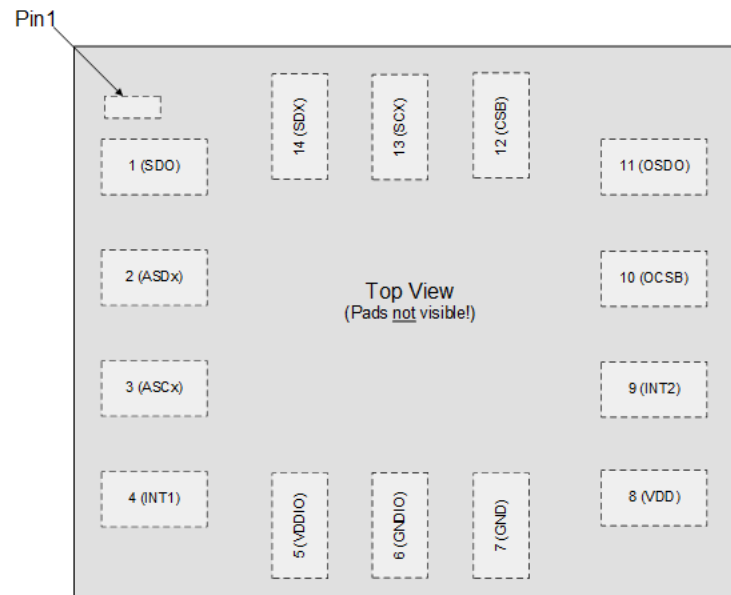 Pin1
14 (SDX)
13 (SCX)
12 (CSB)
1 (SDO)
11 (OSDO)
2 (ASDx)
10 (OCSB)
Top View
(Pads not visible!)
3 (ASCx)
9 (INT2)
4 (INT1)
8 (VDD)
5 (VDDIO)
6 (GNDIO)
7 (GND)